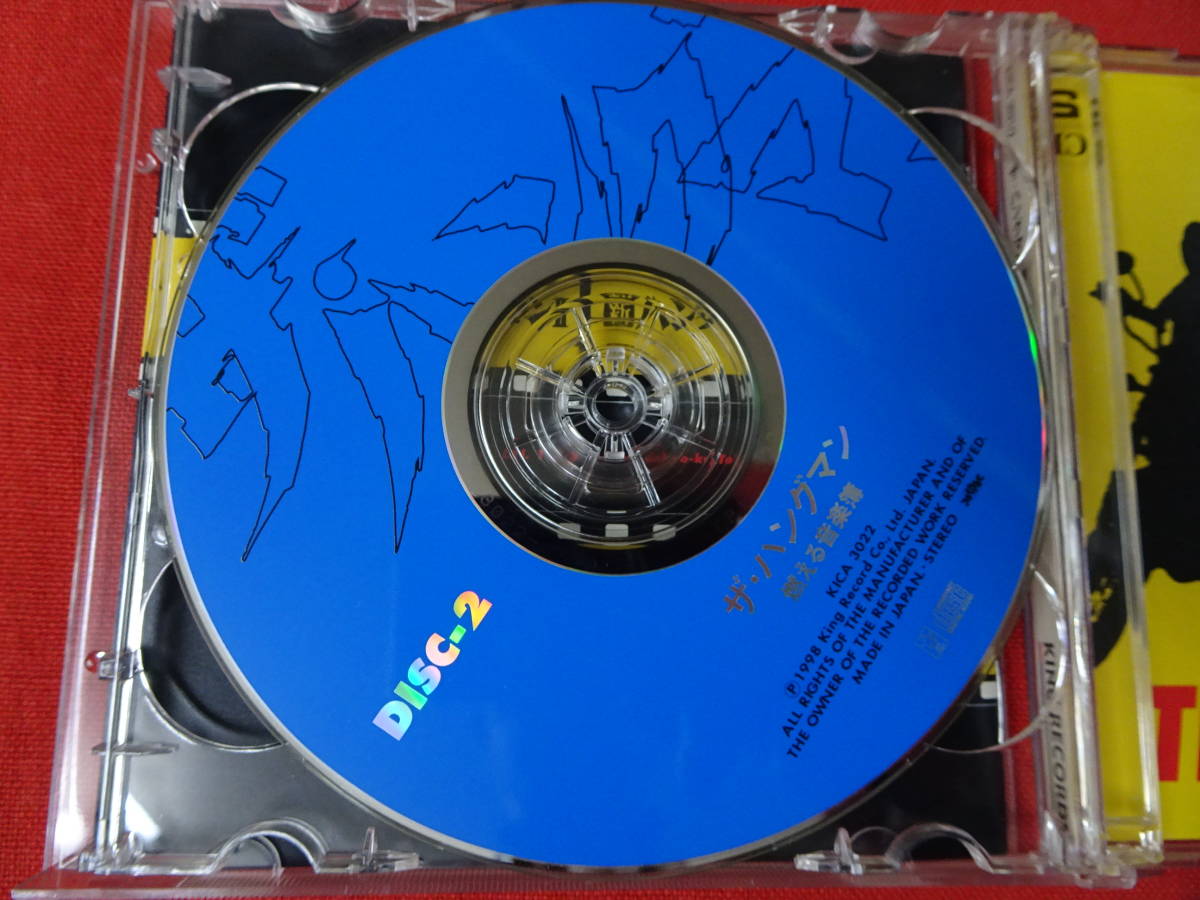 DISC-2
ザ・ハングマン
燃える音楽簿
KICA 3022
℗ 1998 King Record Co., Ltd. JAPAN.
ALL RIGHTS OF THE MANUFACTURER AND OF
THE OWNER OF THE RECORDED WORK RESERVED.
MADE IN JAPAN. • STEREO
KING RECORD